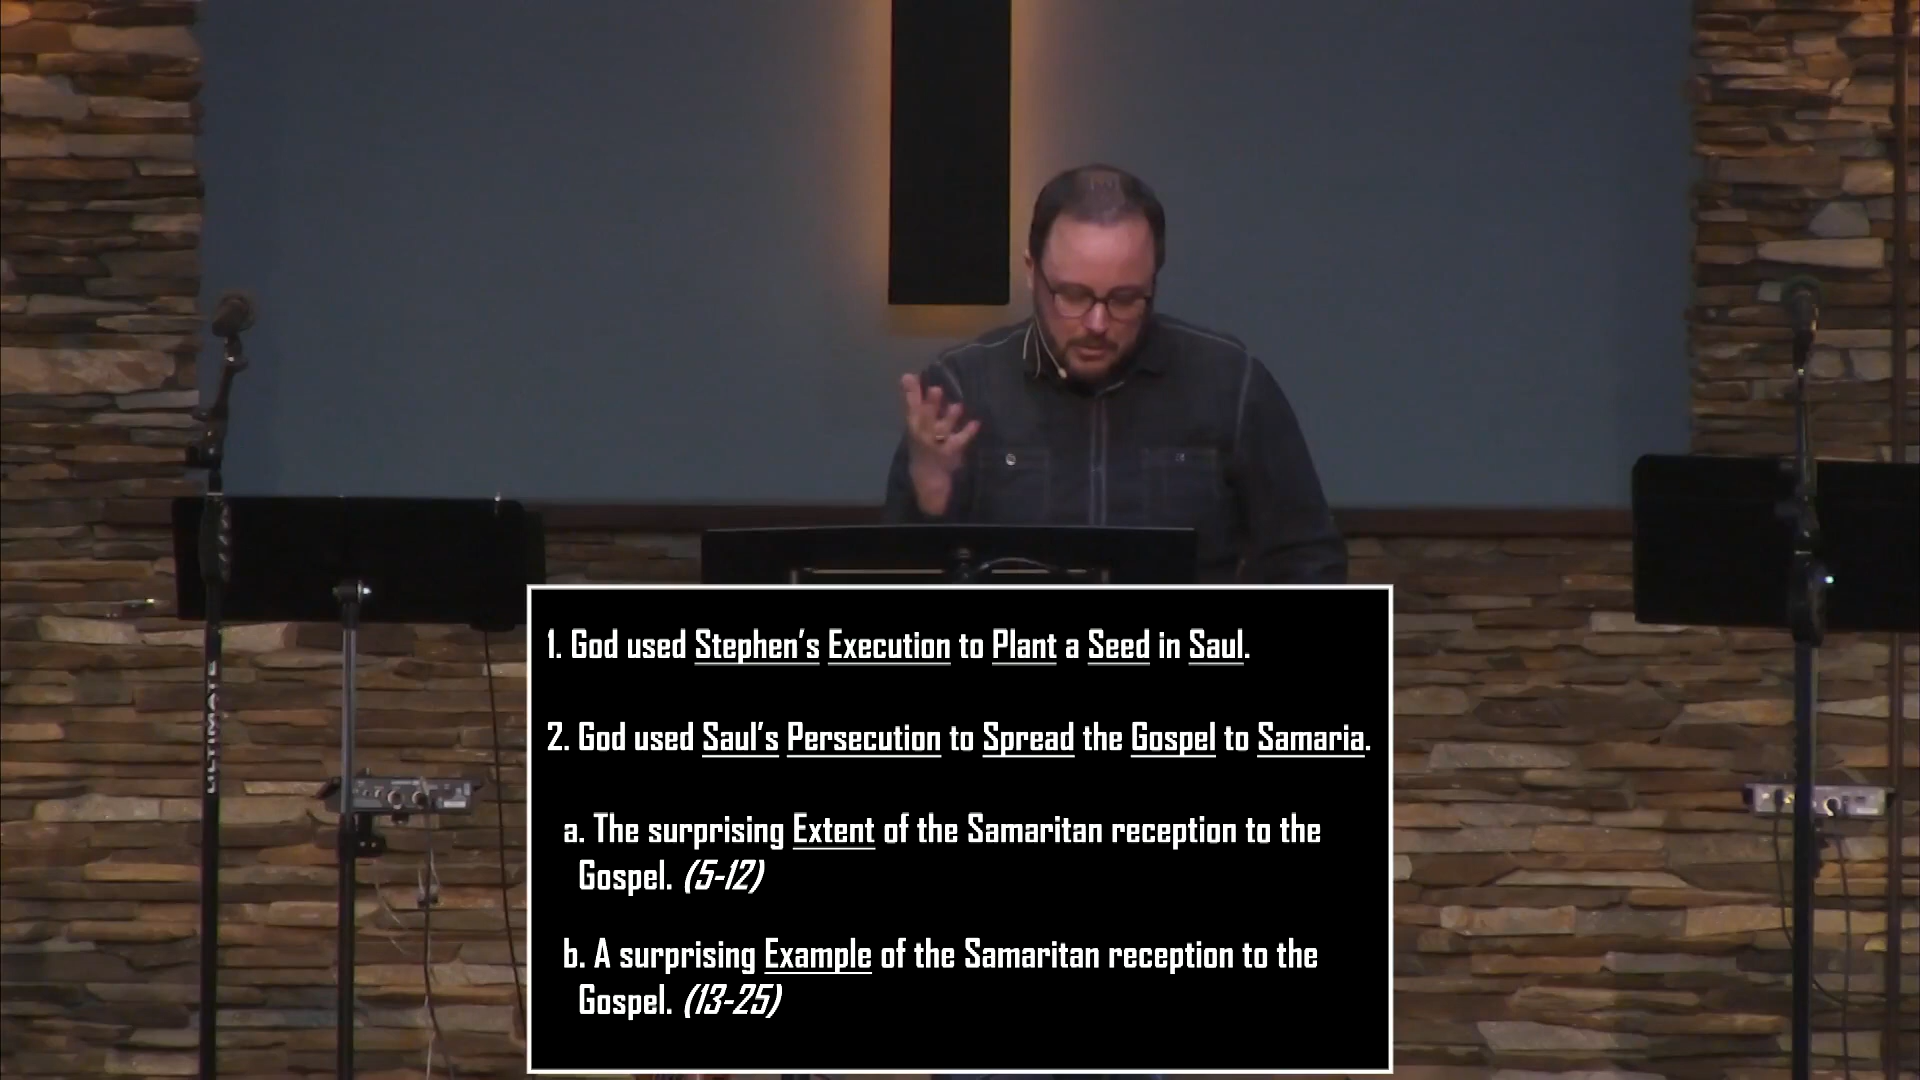 1. God used Stephen's Execution to Plant a Seed in Saul.
2. God used Saul's Persecution to Spread the Gospel to Samaria.
a. The surprising Extent of the Samaritan reception to the
Gospel. (5-12)
b. A surprising Example of the Samaritan reception to the
Gospel. (13-25)
ULTIMATE